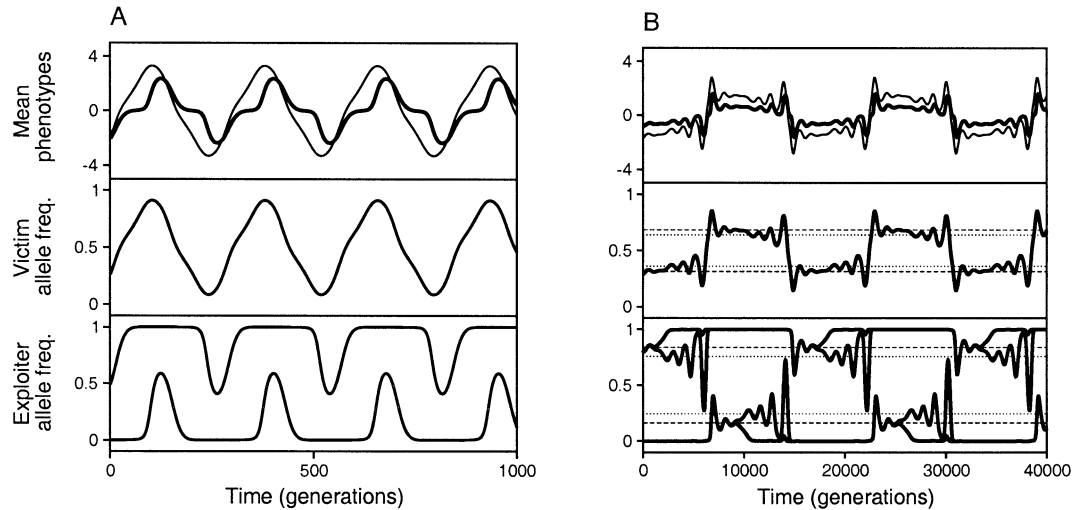 A
B
Mean
phenotypes
4
0
-4
4
0
-4
Victim
allele freq.
1
0.5
0
1
0.5
0
Exploiter
allele freq.
1
0.5
0
1
0.5
0
0
500
1000
0
10000
20000
30000
40000
Time (generations)
Time (generations)